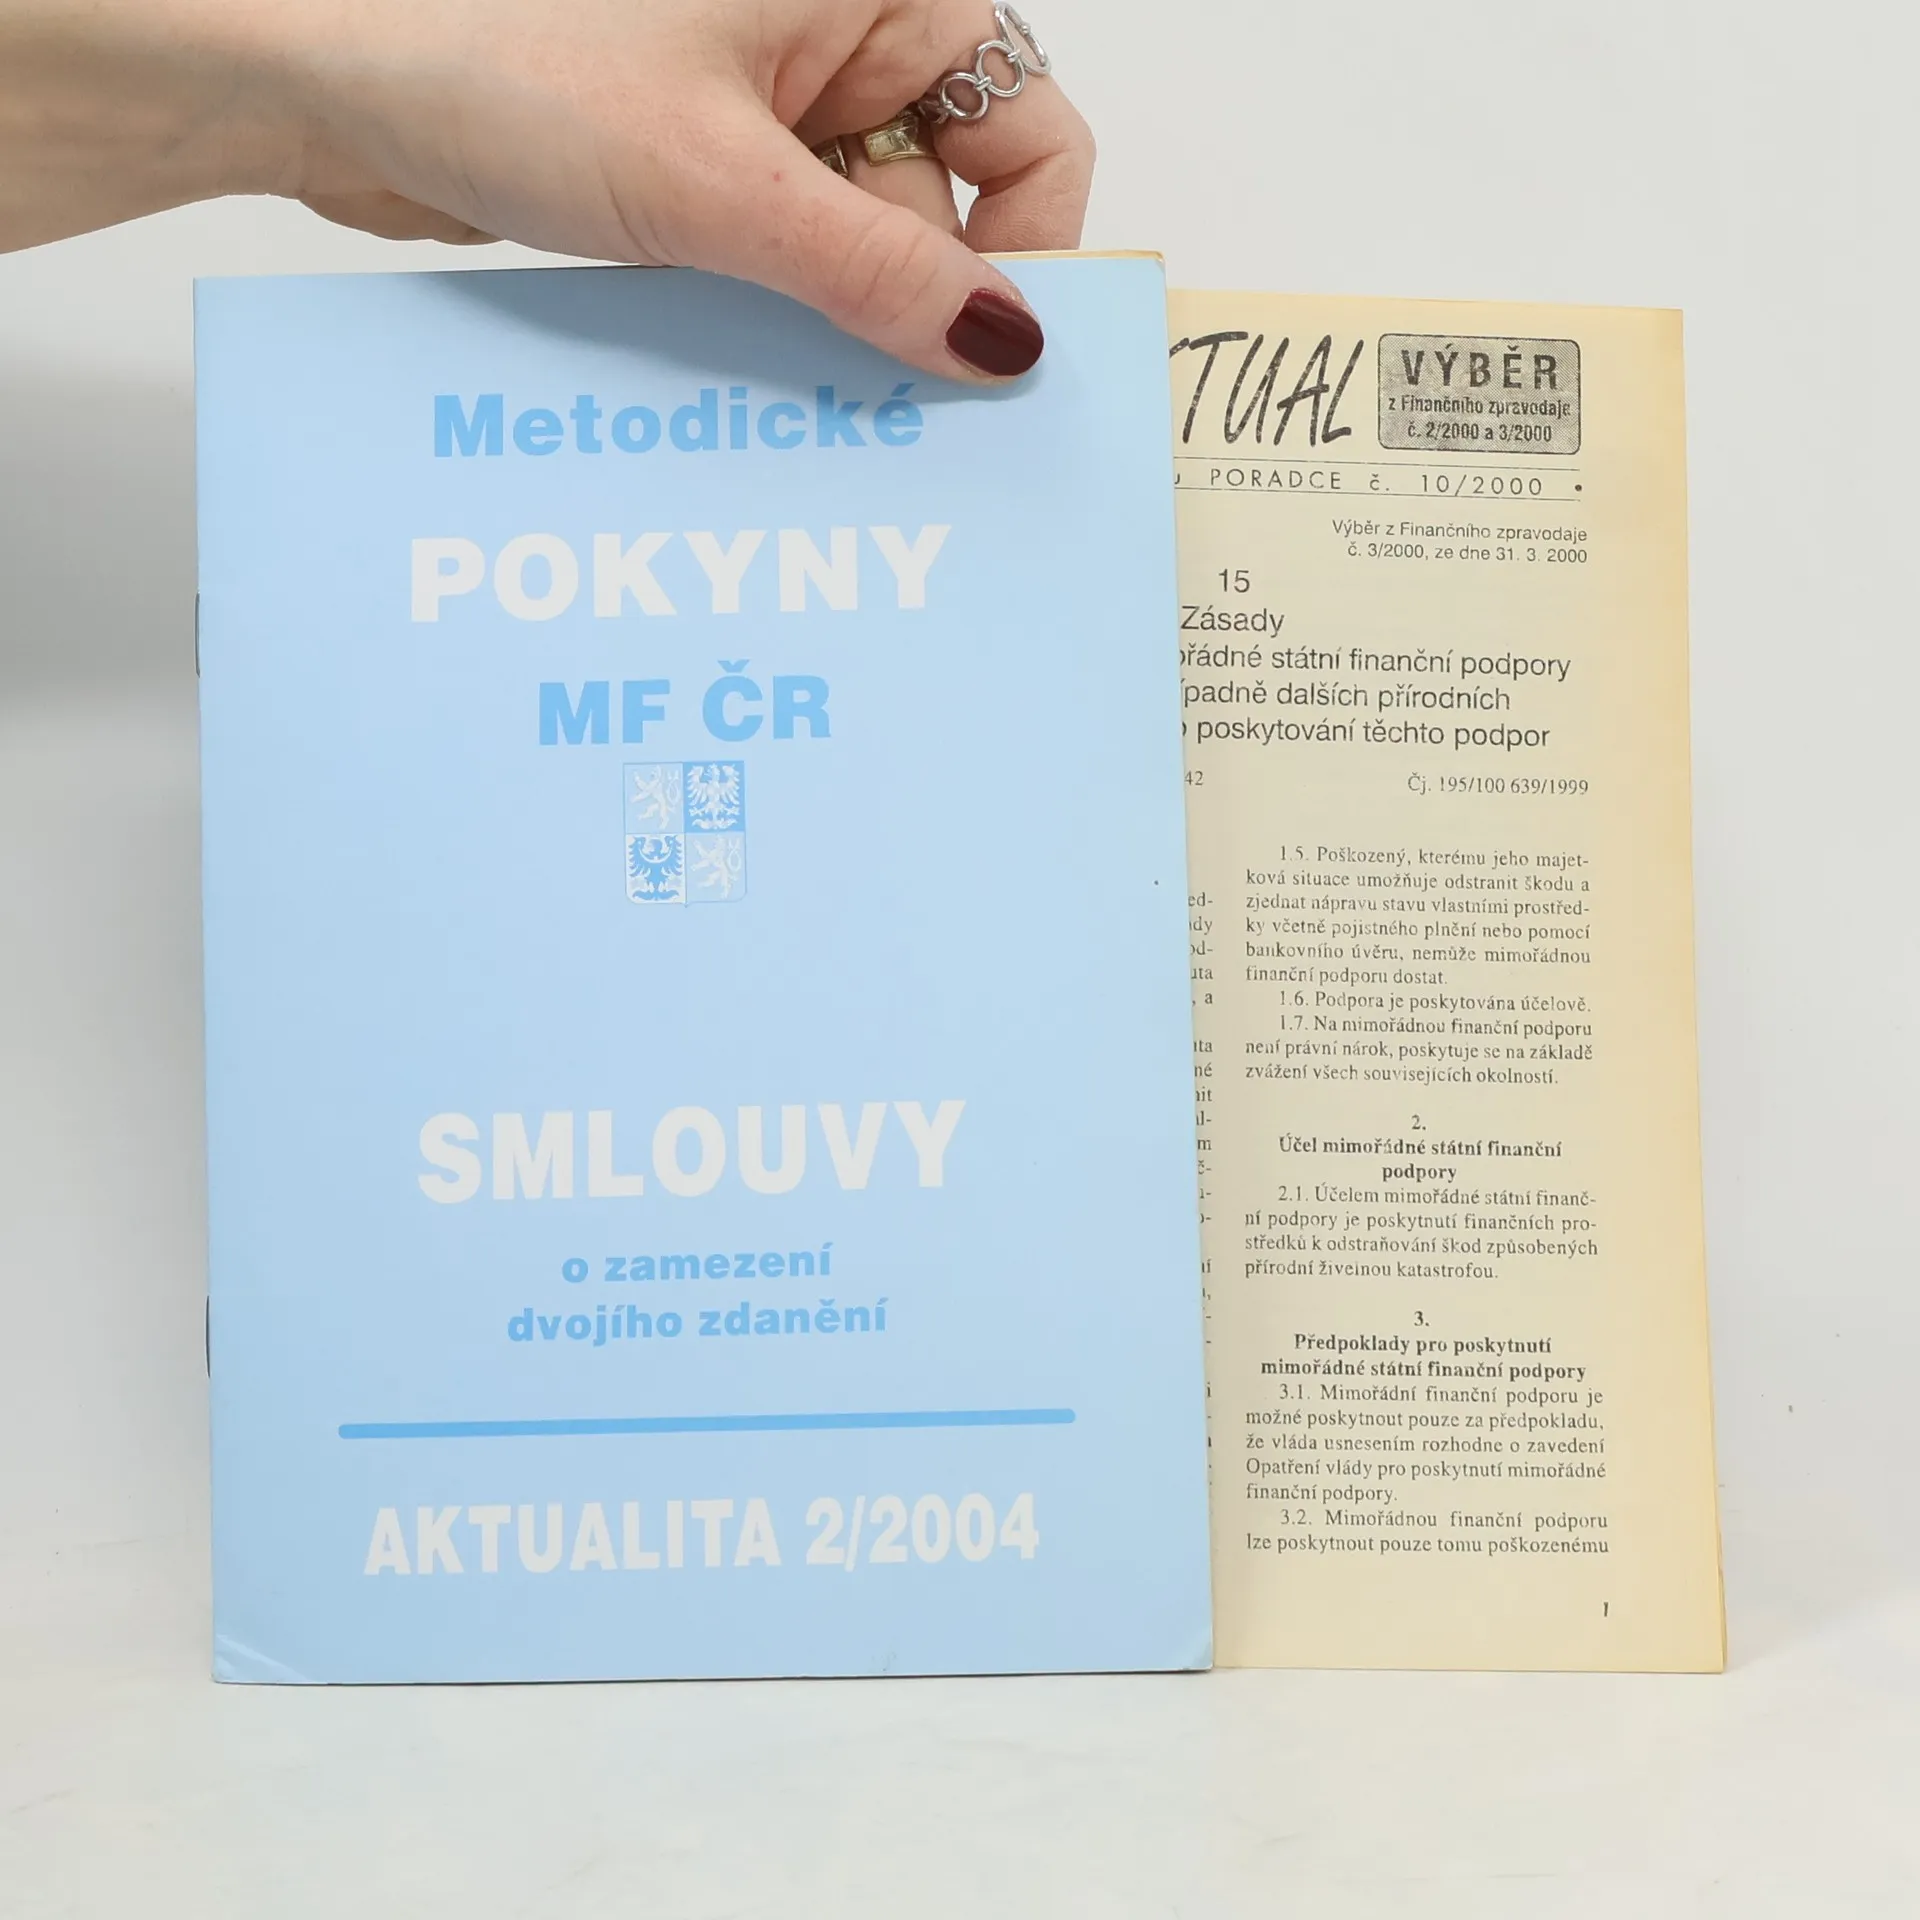 Metodické
POKYNY
MF ČR
SMLOUVY
o zamezení
dvojího zdanění
AKTUALITA 2/2004
TUAL
VÝBĚR
z Finančního zpravodaje
č. 2/2000 a 3/2000
PORADCE č. 10/2000 •
Výběr z Finančního zpravodaje
č. 3/2000, ze dne 31. 3. 2000
15
Zásady
ořádné státní finanční podpory
ípadně dalších přírodních
poskytování těchto podpor
42
Čj. 195/100 639/1999
1.5. Poškozený, kterému jeho majet-
ková situace umožňuje odstranit škodu a
zjednat nápravu stavu vlastními prostřed-
ky včetně pojistného plnění nebo pomocí
bankovního úvěru, nemůže mimořádnou
finanční podporu dostat.
1.6. Podpora je poskytována účelově.
1.7. Na mimořádnou finanční podporu
není právní nárok, poskytuje se na základě
zvážení všech souvisejících okolností.
2.
Účel mimořádné státní finanční
podpory
2.1. Účelem mimořádné státní finanč-
ní podpory je poskytnutí finančních pro-
středků k odstraňování škod způsobených
přírodní živelnou katastrofou.
3.
Předpoklady pro poskytnutí
mimořádné státní finanční podpory
3.1. Mimořádní finanční podporu je
možné poskytnout pouze za předpokladu,
že vláda usnesením rozhodne o zavedení
Opatření vlády pro poskytnutí mimořádné
finanční podpory.
3.2. Mimořádnou finanční podporu
lze poskytnout pouze tomu poškozenému
1